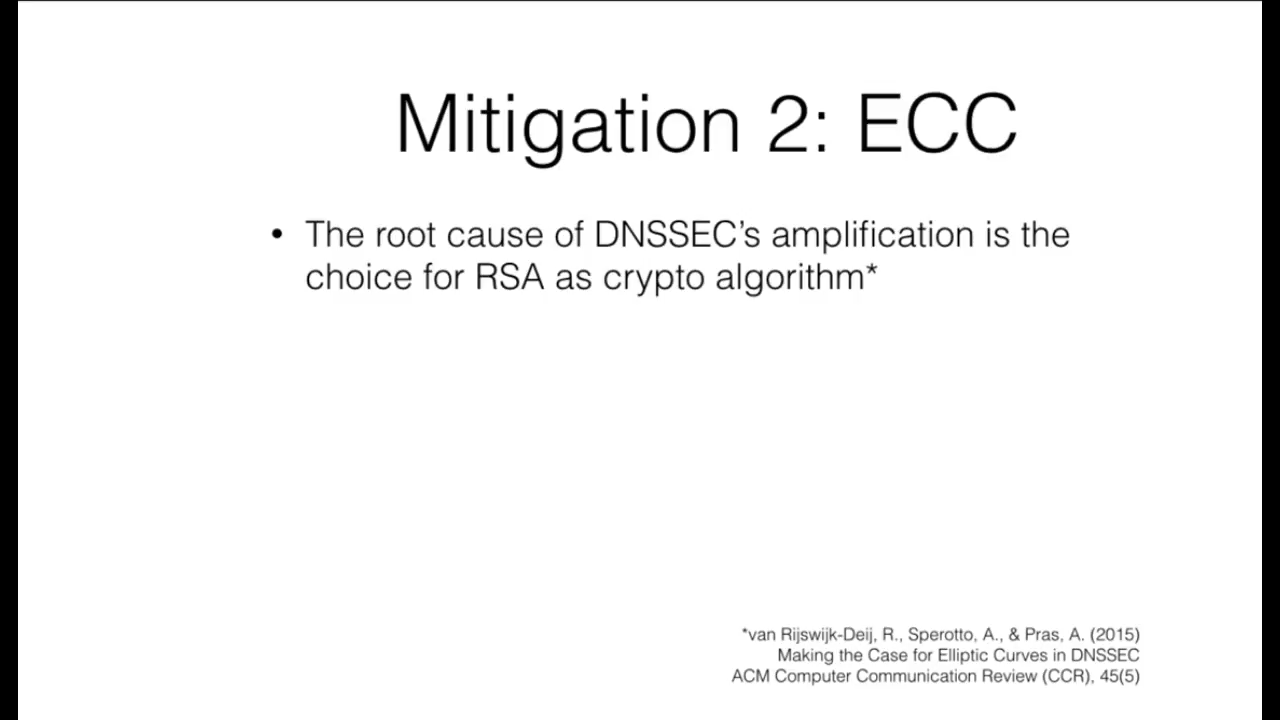 Mitigation 2: ECC
• The root cause of DNSSEC’s amplification is the
choice for RSA as crypto algorithm*
*van Rijswijk-Deij, R., Sperotto, A., & Pras, A. (2015)
Making the Case for Elliptic Curves in DNSSEC
ACM Computer Communication Review (CCR), 45(5)